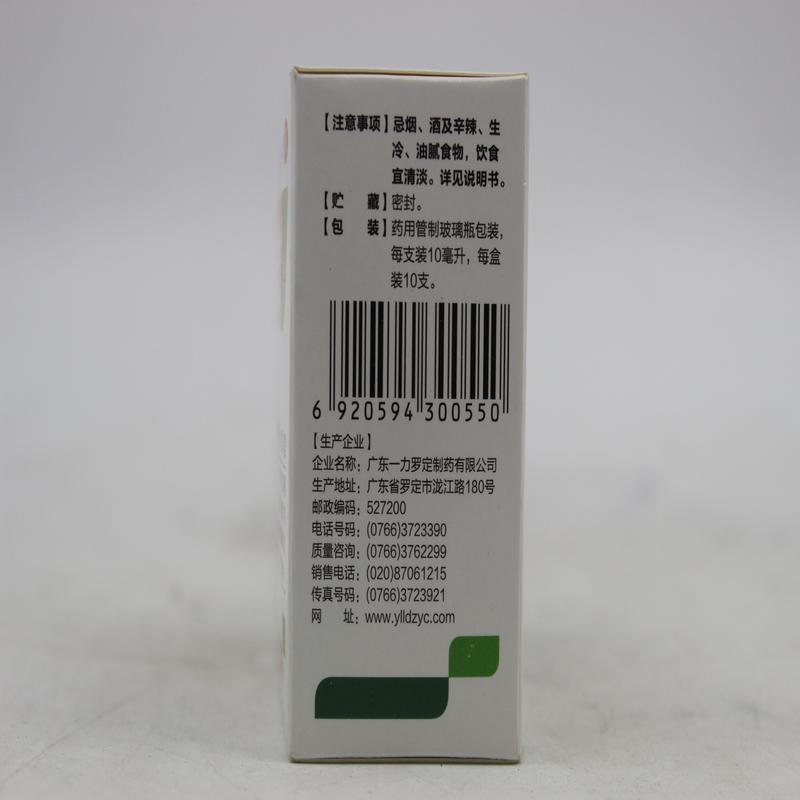 【注意事项】忌烟、酒及辛辣、生
冷、油腻食物，饮食
宜清淡。详见说明书。
【贮 藏】密封。
【包 装】药用管制玻璃瓶包装，
每支装10毫升，每盒
装10支。
6 920594 300550
【生产企业】
企业名称：广东一力罗定制药有限公司
生产地址：广东省罗定市泷江路180号
邮政编码：527200
电话号码：(0766)3723390
质量咨询：(0766)3762299
销售电话：(020)87061215
传真号码：(0766)3723921
网 址：www.ylldzyc.com